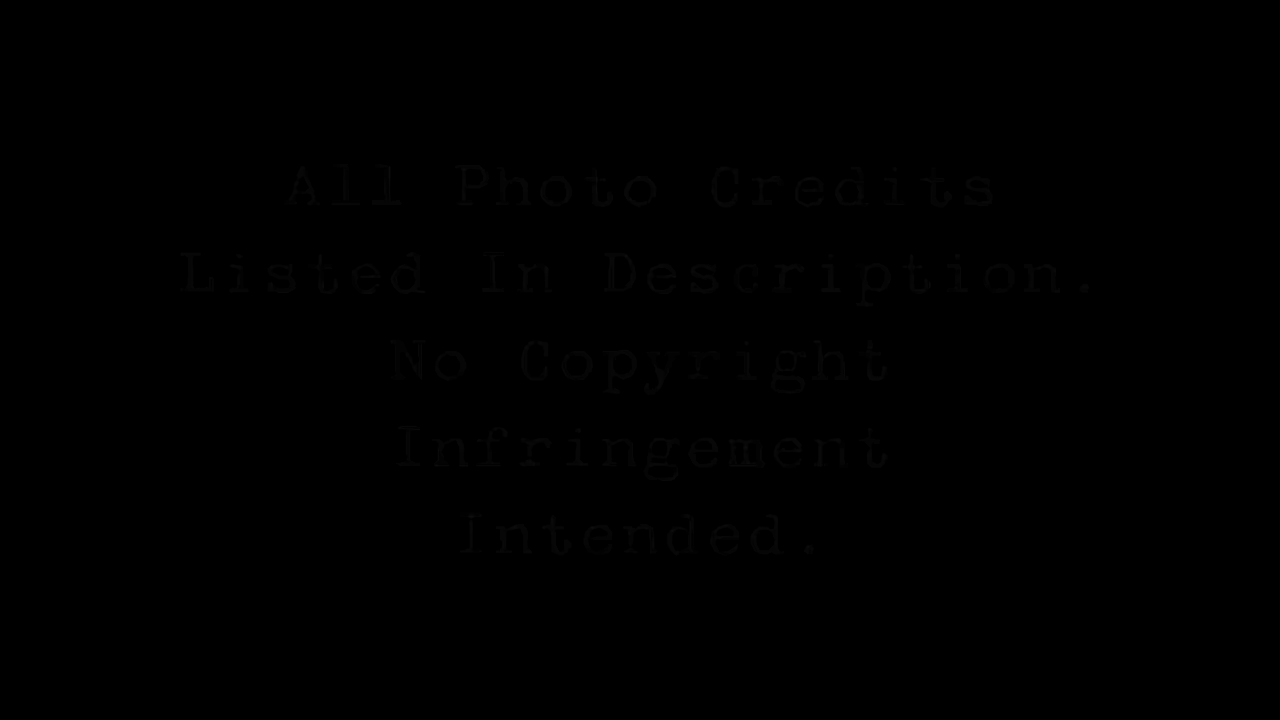 All Photo Credits
Listed In Description.
No Copyright
Infringement
Intended.